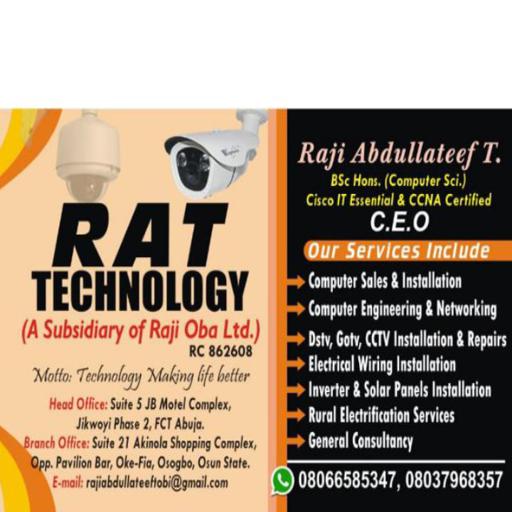 RAT
TECHNOLOGY
(A Subsidiary of Raji Oba Ltd.)
RC 862608
Motto: Technology Making life better
Head Office: Suite 5 JB Motel Complex,
Jikwoyi Phase 2, FCT Abuja.
Branch Office: Suite 21 Akinola Shopping Complex,
Opp. Pavilion Bar, Oke-Fia, Osogbo, Osun State.
E-mail: rajiabdullateeftobi@gmail.com
Raji Abdullateef T.
BSc Hons. (Computer Sci.)
Cisco IT Essential & CCNA Certified
C.E.O
Our Services Include
Computer Sales & Installation
Computer Engineering & Networking
Dstv, Gotv, CCTV Installation & Repairs
Electrical Wiring Installation
Inverter & Solar Panels Installation
Rural Electrification Services
General Consultancy
08066585347, 08037968357